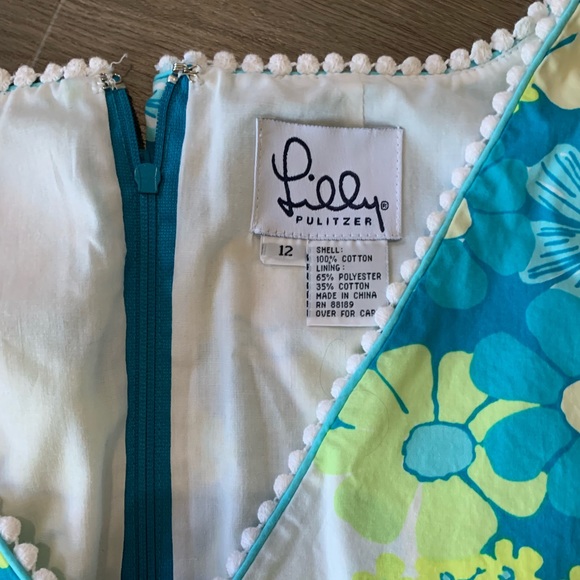 Lilly®
PULITZER
12
SHELL:
100% COTTON
LINING:
65% POLYESTER
35% COTTON
MADE IN CHINA
RN 88189
OVER FOR CAR